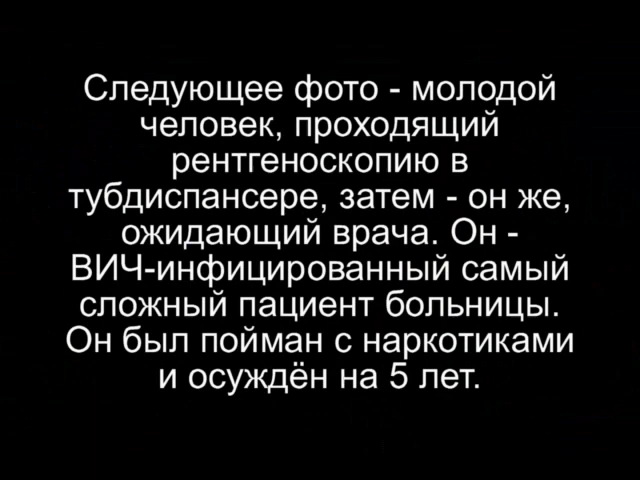 Следующее фото - молодой
человек, проходящий
рентгеноскопию в
тубдиспансере, затем - он же,
ожидающий врача. Он -
ВИЧ-инфицированный самый
сложный пациент больницы.
Он был пойман с наркотиками
и осуждён на 5 лет.